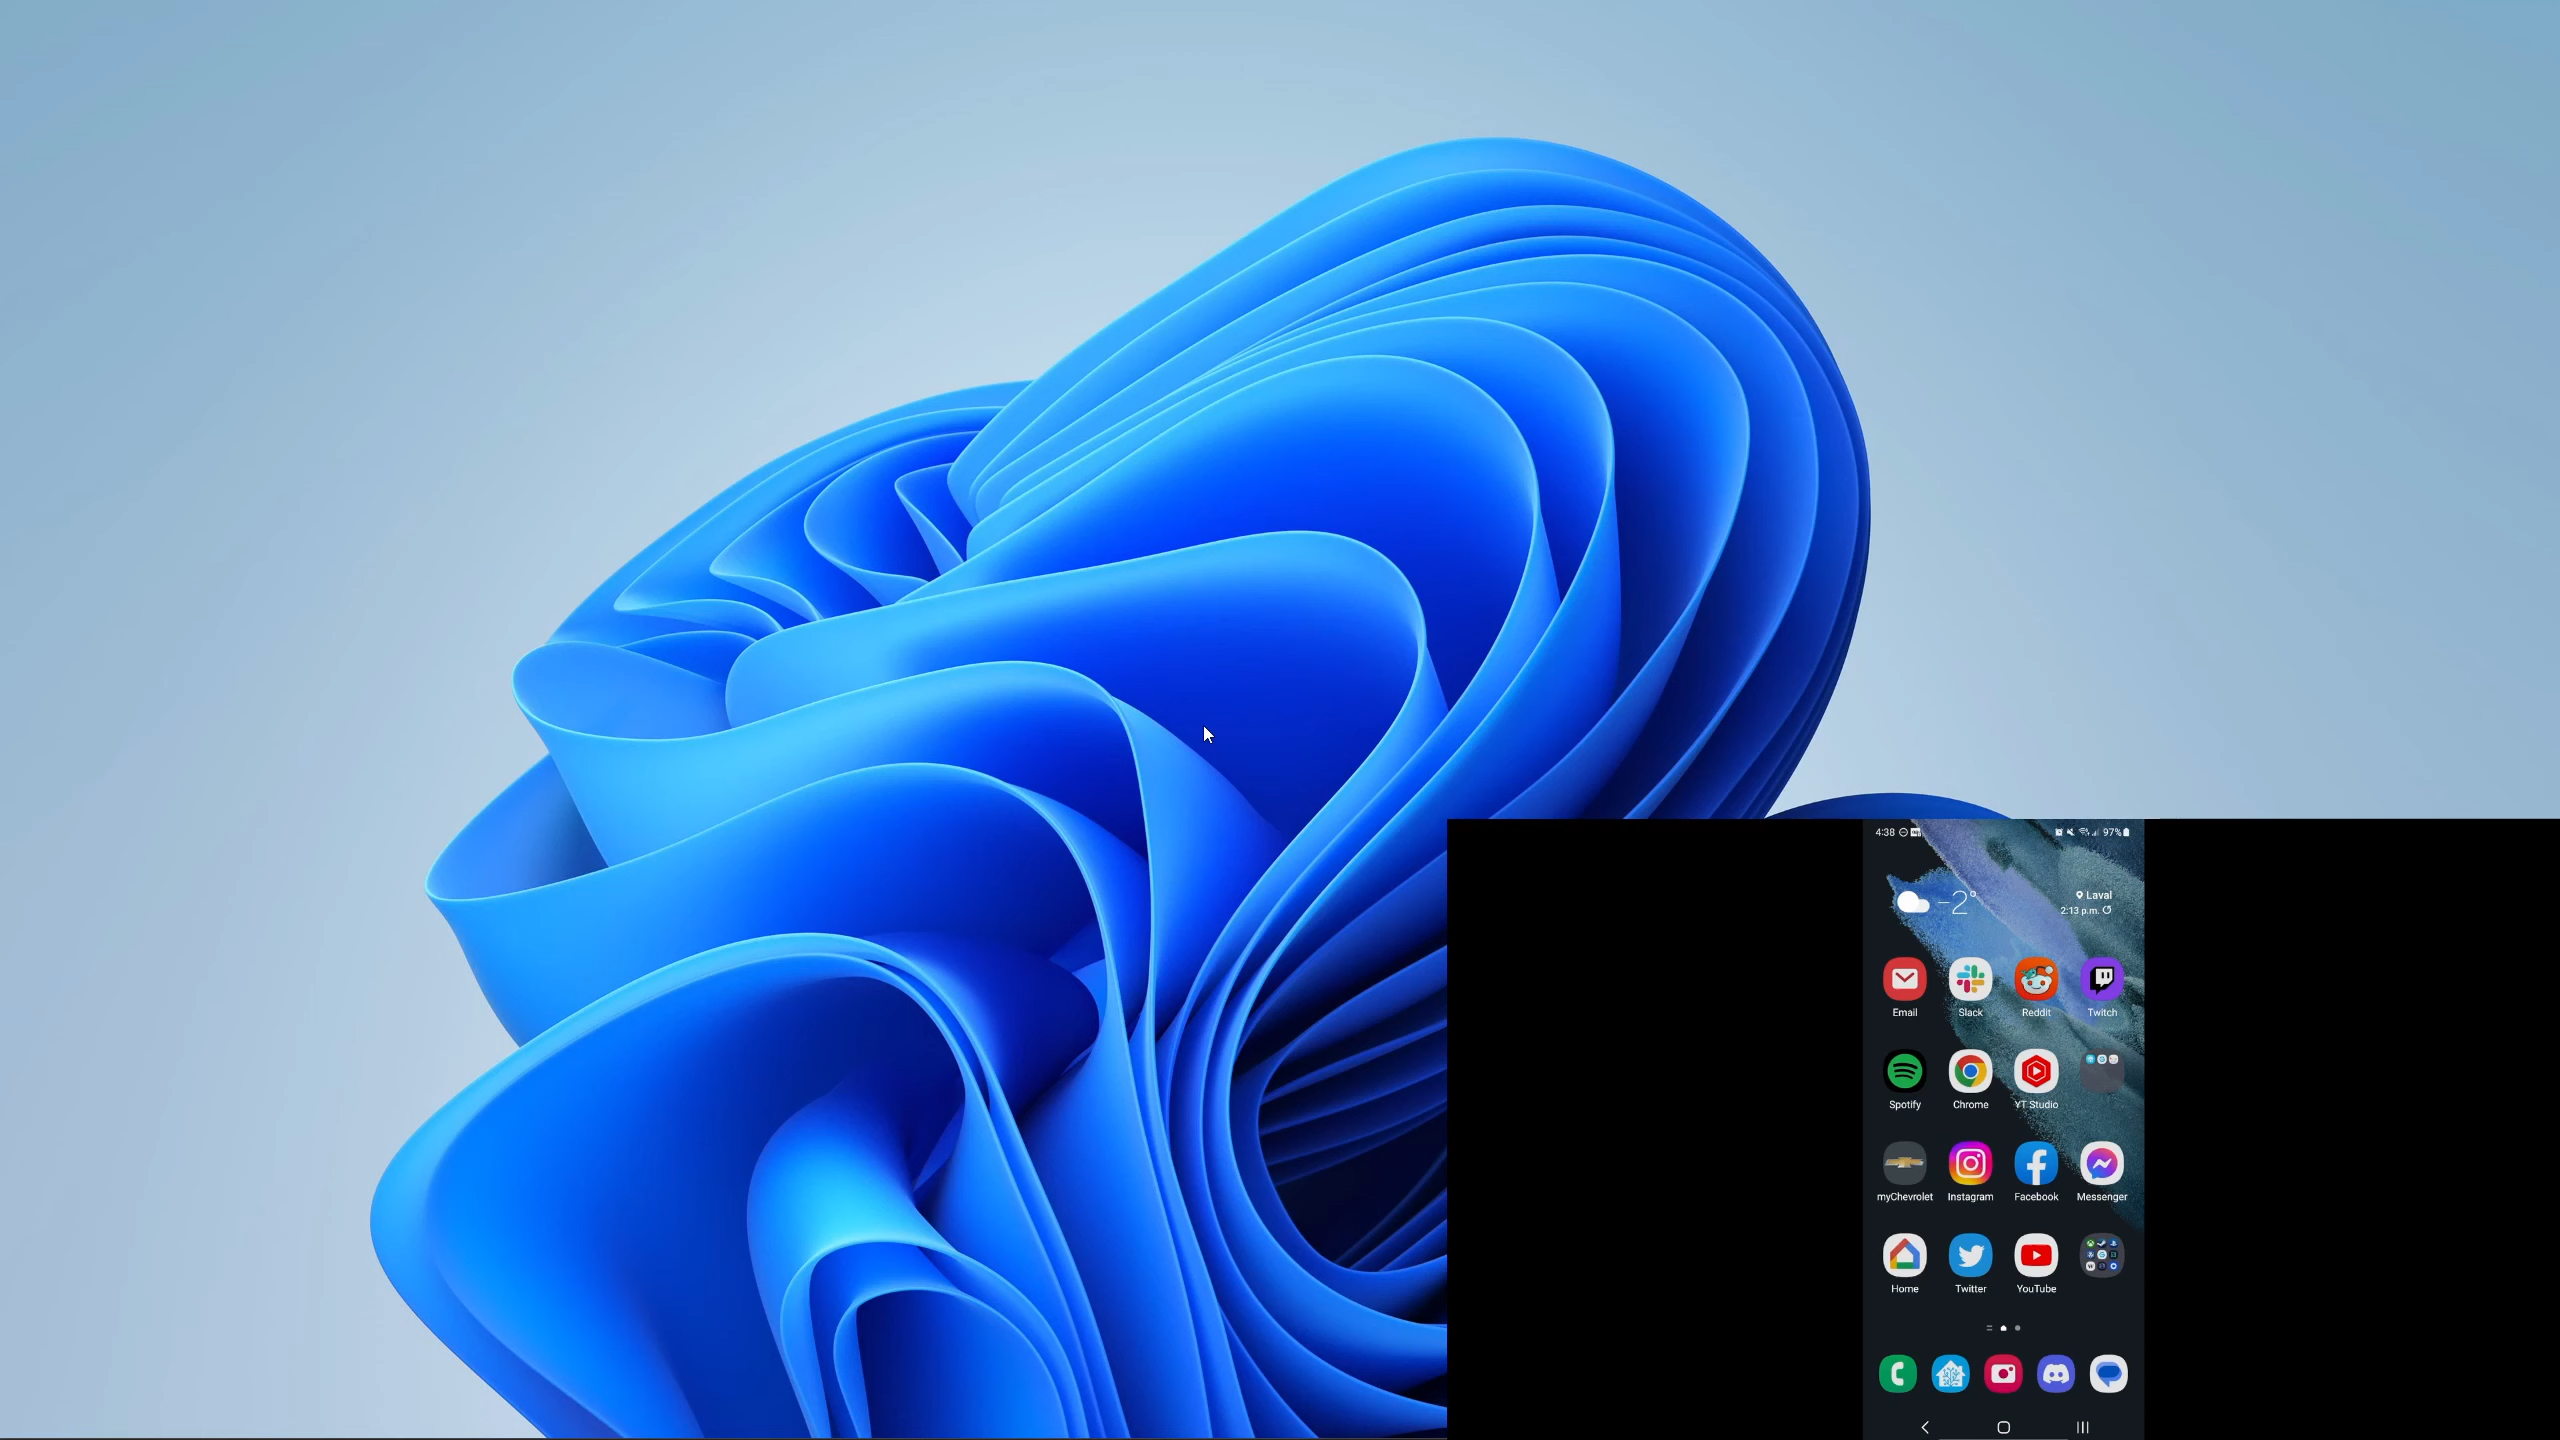 4:38 97%
-2° Laval
2:13 p.m.
Email Slack Reddit Twitch
Spotify Chrome YT Studio
myChevrolet Instagram Facebook Messenger
Home Twitter YouTube